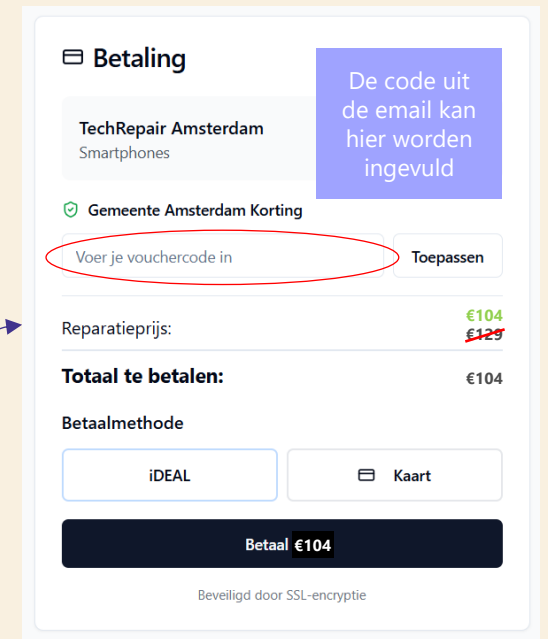 Betaling
De code uit
de email kan
hier worden
ingevuld
TechRepair Amsterdam
Smartphones
Gemeente Amsterdam Korting
Voer je vouchercode in
Toepassen
€104
Reparatieprijs:
€129
Totaal te betalen:
€104
Betaalmethode
iDEAL
Kaart
Betaal €104
Beveiligd door SSL-encryptie